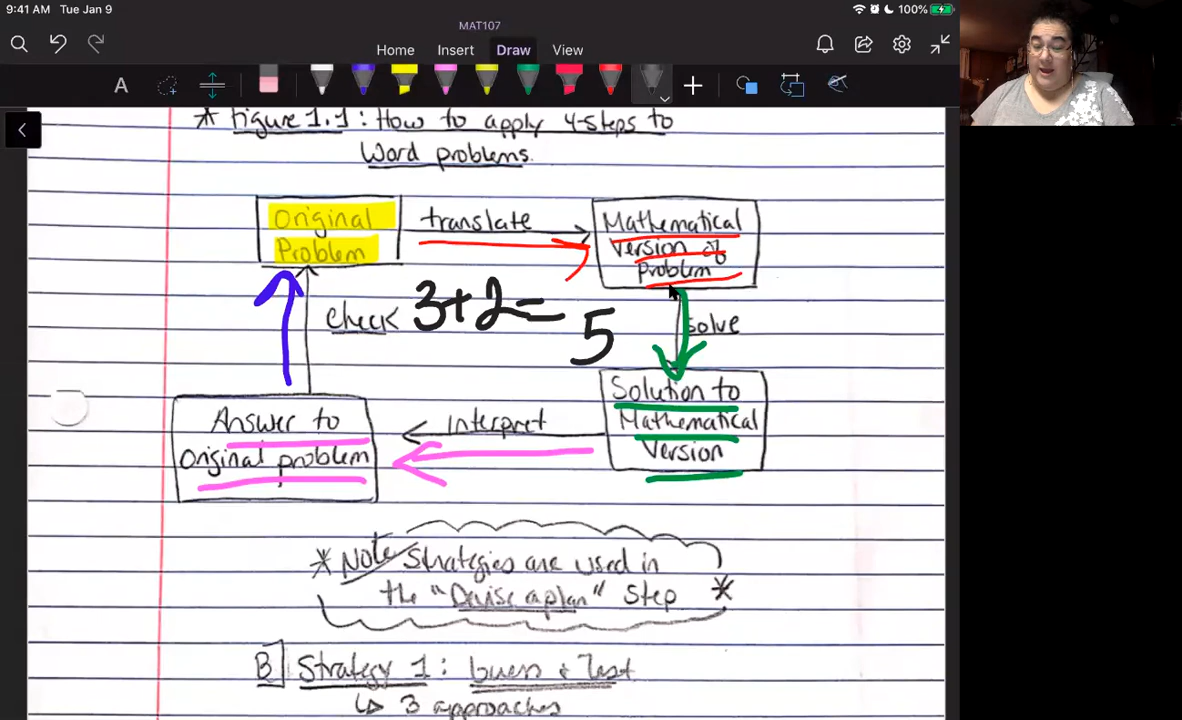 9:41 AM Tue Jan 9
100%
MAT107
Home Insert Draw View
A
* Figure 1.1 : How to apply 4-steps to
Word problems.
Original
Problem
translate
Mathematical
Version of
Problem
Check
3+2=
5
Solve
Solution to
Mathematical
Version
Interpret
Answer to
Original problem
* Note Strategies are used in
the "Devise a plan" Step *
B Strategy 1 : Guess + Test
↳ 3 approaches